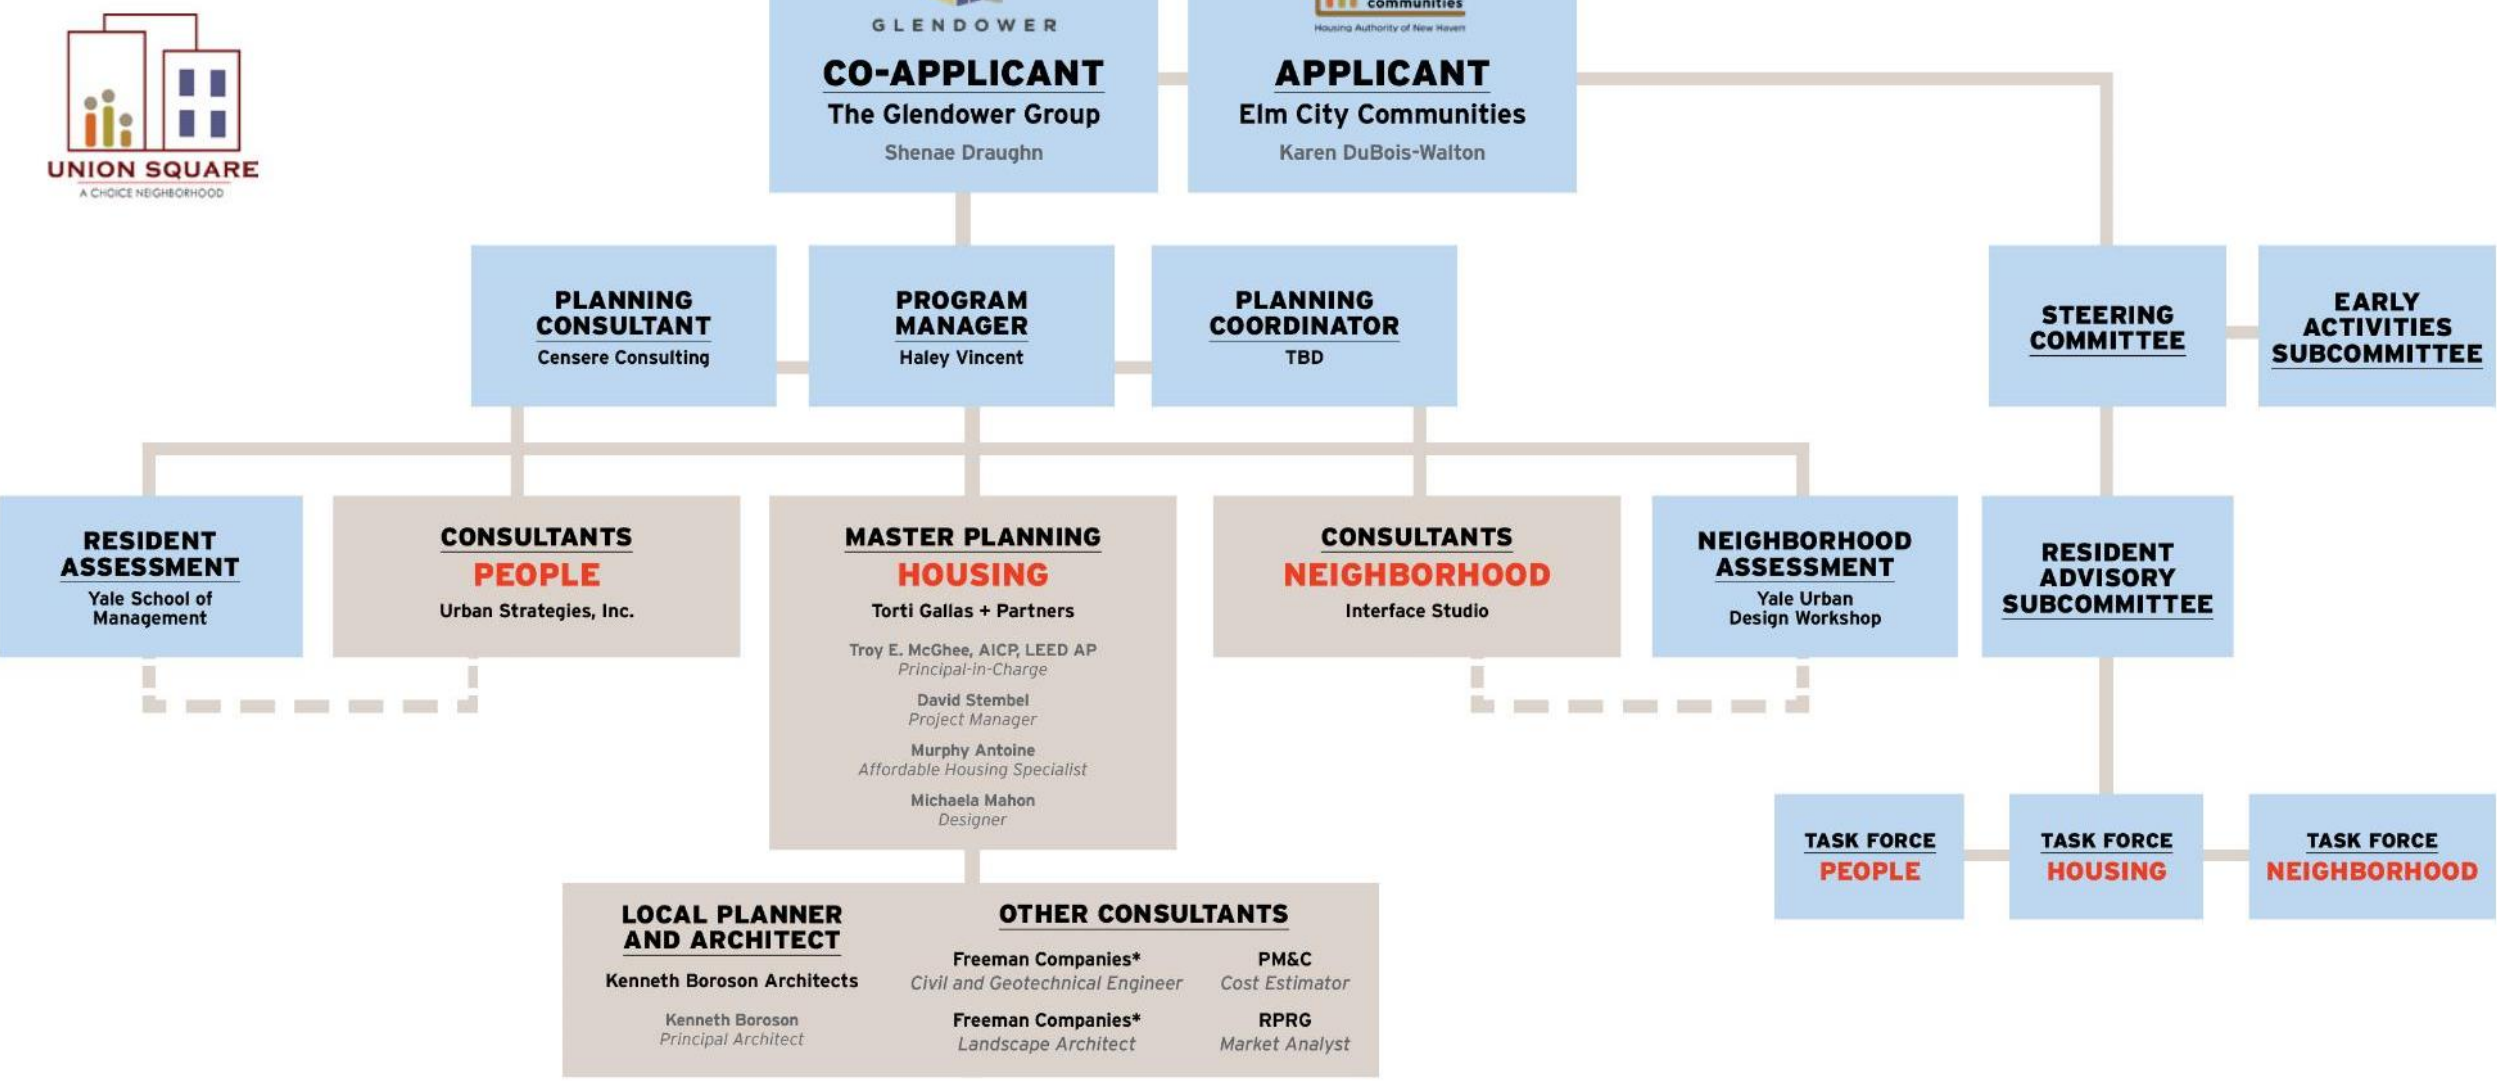 GLENDOWER
communities
Housing Authority of New Haven
UNION SQUARE
A CHOICE NEIGHBORHOOD
CO-APPLICANT
The Glendower Group
Shenae Draughn
APPLICANT
Elm City Communities
Karen DuBois-Walton
PLANNING
CONSULTANT
Censere Consulting
PROGRAM
MANAGER
Haley Vincent
PLANNING
COORDINATOR
TBD
STEERING
COMMITTEE
EARLY
ACTIVITIES
SUBCOMMITTEE
RESIDENT
ASSESSMENT
Yale School of
Management
CONSULTANTS
PEOPLE
Urban Strategies, Inc.
MASTER PLANNING
HOUSING
Torti Gallas + Partners
Troy E. McGhee, AICP, LEED AP
Principal-in-Charge
David Stembel
Project Manager
Murphy Antoine
Affordable Housing Specialist
Michaela Mahon
Designer
CONSULTANTS
NEIGHBORHOOD
Interface Studio
NEIGHBORHOOD
ASSESSMENT
Yale Urban
Design Workshop
RESIDENT
ADVISORY
SUBCOMMITTEE
TASK FORCE
PEOPLE
TASK FORCE
HOUSING
TASK FORCE
NEIGHBORHOOD
LOCAL PLANNER
AND ARCHITECT
Kenneth Boroson Architects
Kenneth Boroson
Principal Architect
OTHER CONSULTANTS
Freeman Companies*
Civil and Geotechnical Engineer
Freeman Companies*
Landscape Architect
PM&C
Cost Estimator
RPRG
Market Analyst